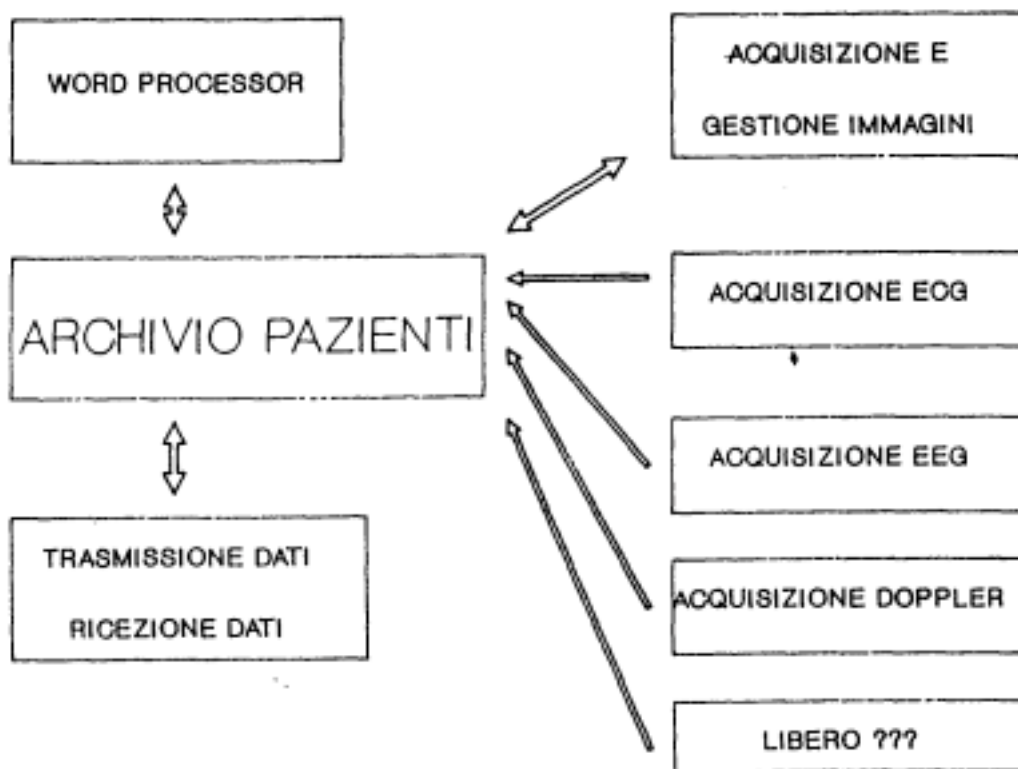 WORD PROCESSOR
ACQUISIZIONE E
GESTIONE IMMAGINI
ARCHIVIO PAZIENTI
ACQUISIZIONE ECG
ACQUISIZIONE EEG
TRASMISSIONE DATI
RICEZIONE DATI
ACQUISIZIONE DOPPLER
LIBERO ???